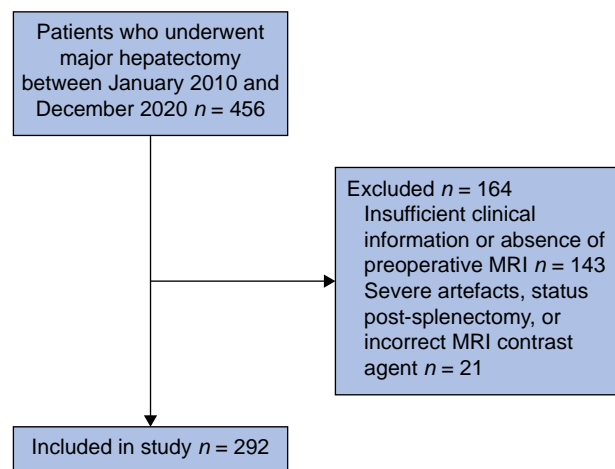 Patients who underwent
major hepatectomy
between January 2010 and
December 2020 n = 456
Excluded n = 164
Insufficient clinical
information or absence of
preoperative MRI n = 143
Severe artefacts, status
post-splenectomy, or
incorrect MRI contrast
agent n = 21
Included in study n = 292